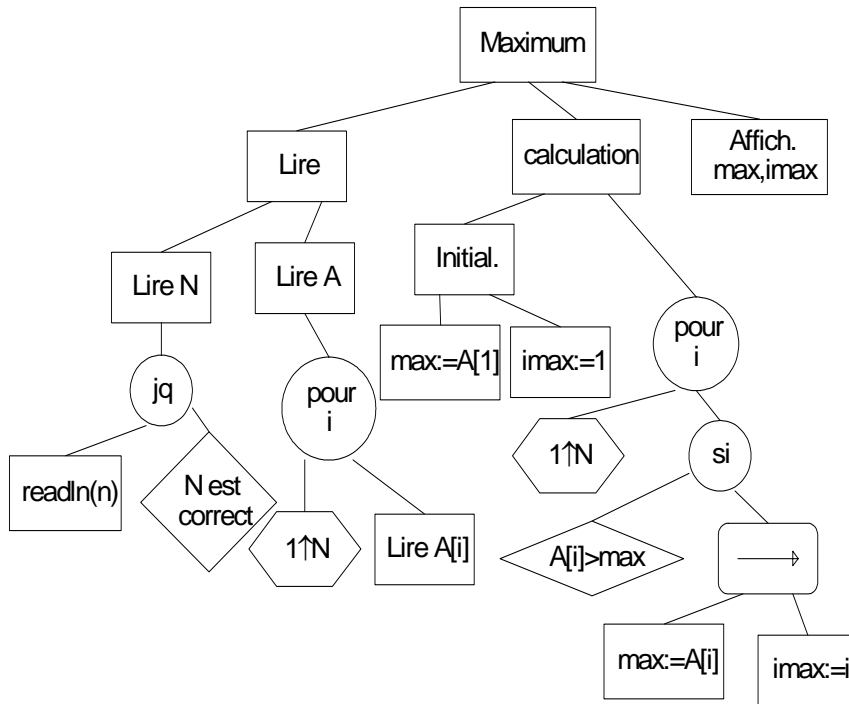 Maximum
Lire
calculation
Affich.
max,imax
Lire N
Lire A
Initial.
max:=A[1]
imax:=1
pour
i
jq
pour
i
readln(n)
N est
correct
1↑N
Lire A[i]
1↑N
si
A[i]>max
max:=A[i]
imax:=i